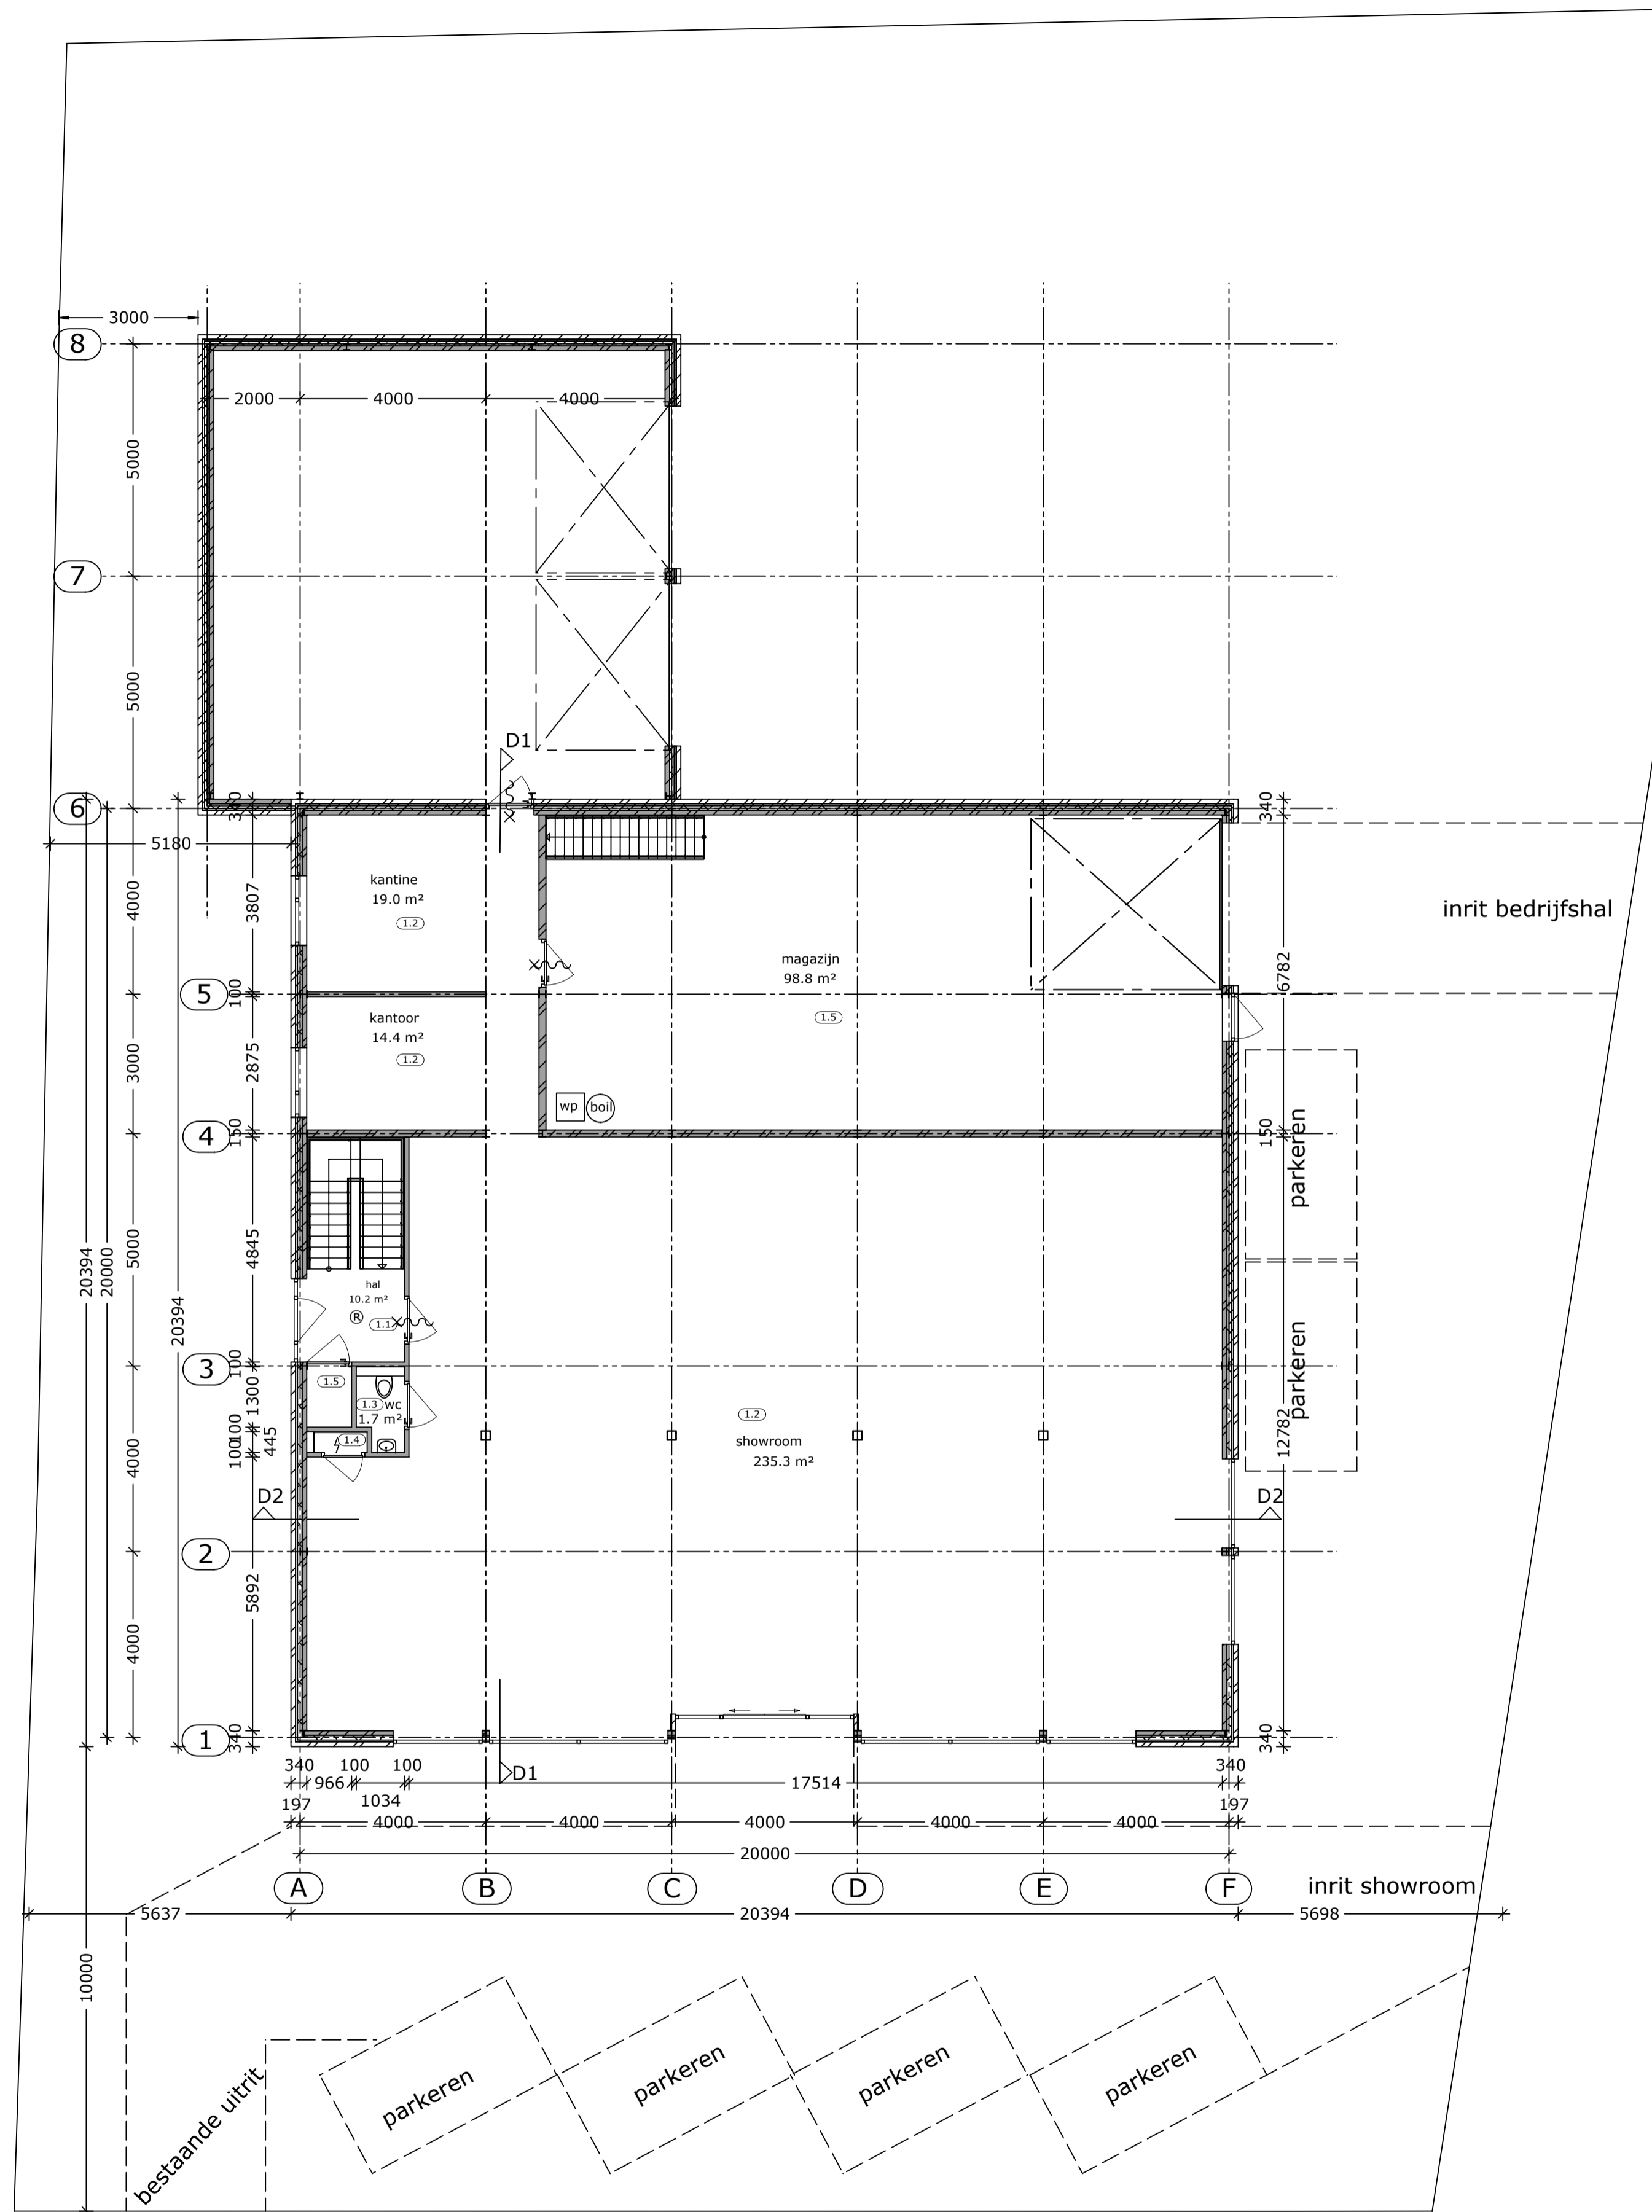 3000
8
2000
4000
4000
5000
7
5000
D1
6
340
340
5180
kantine
19.0 m²
1.2
3807
4000
inrit bedrijfshal
magazijn
98.8 m²
1.5
6782
5
100
kantoor
14.4 m²
1.2
2875
3000
wp
boil
4
150
150
parkeren
20394
20000
5000
4845
20394
hal
10.2 m²
1.1
R
parkeren
3
100
1300
1.5
1.3
wc
1.7 m²
1.4
100
100
445
4000
1.2
showroom
235.3 m²
12782
D2
D2
2
5892
4000
1
340
340
340
966
100
100
1034
D1
17514
340
197
197
4000
4000
4000
4000
4000
20000
A
B
C
D
E
F
inrit showroom
5637
20394
5698
10000
parkeren
parkeren
parkeren
parkeren
bestaande uitrit